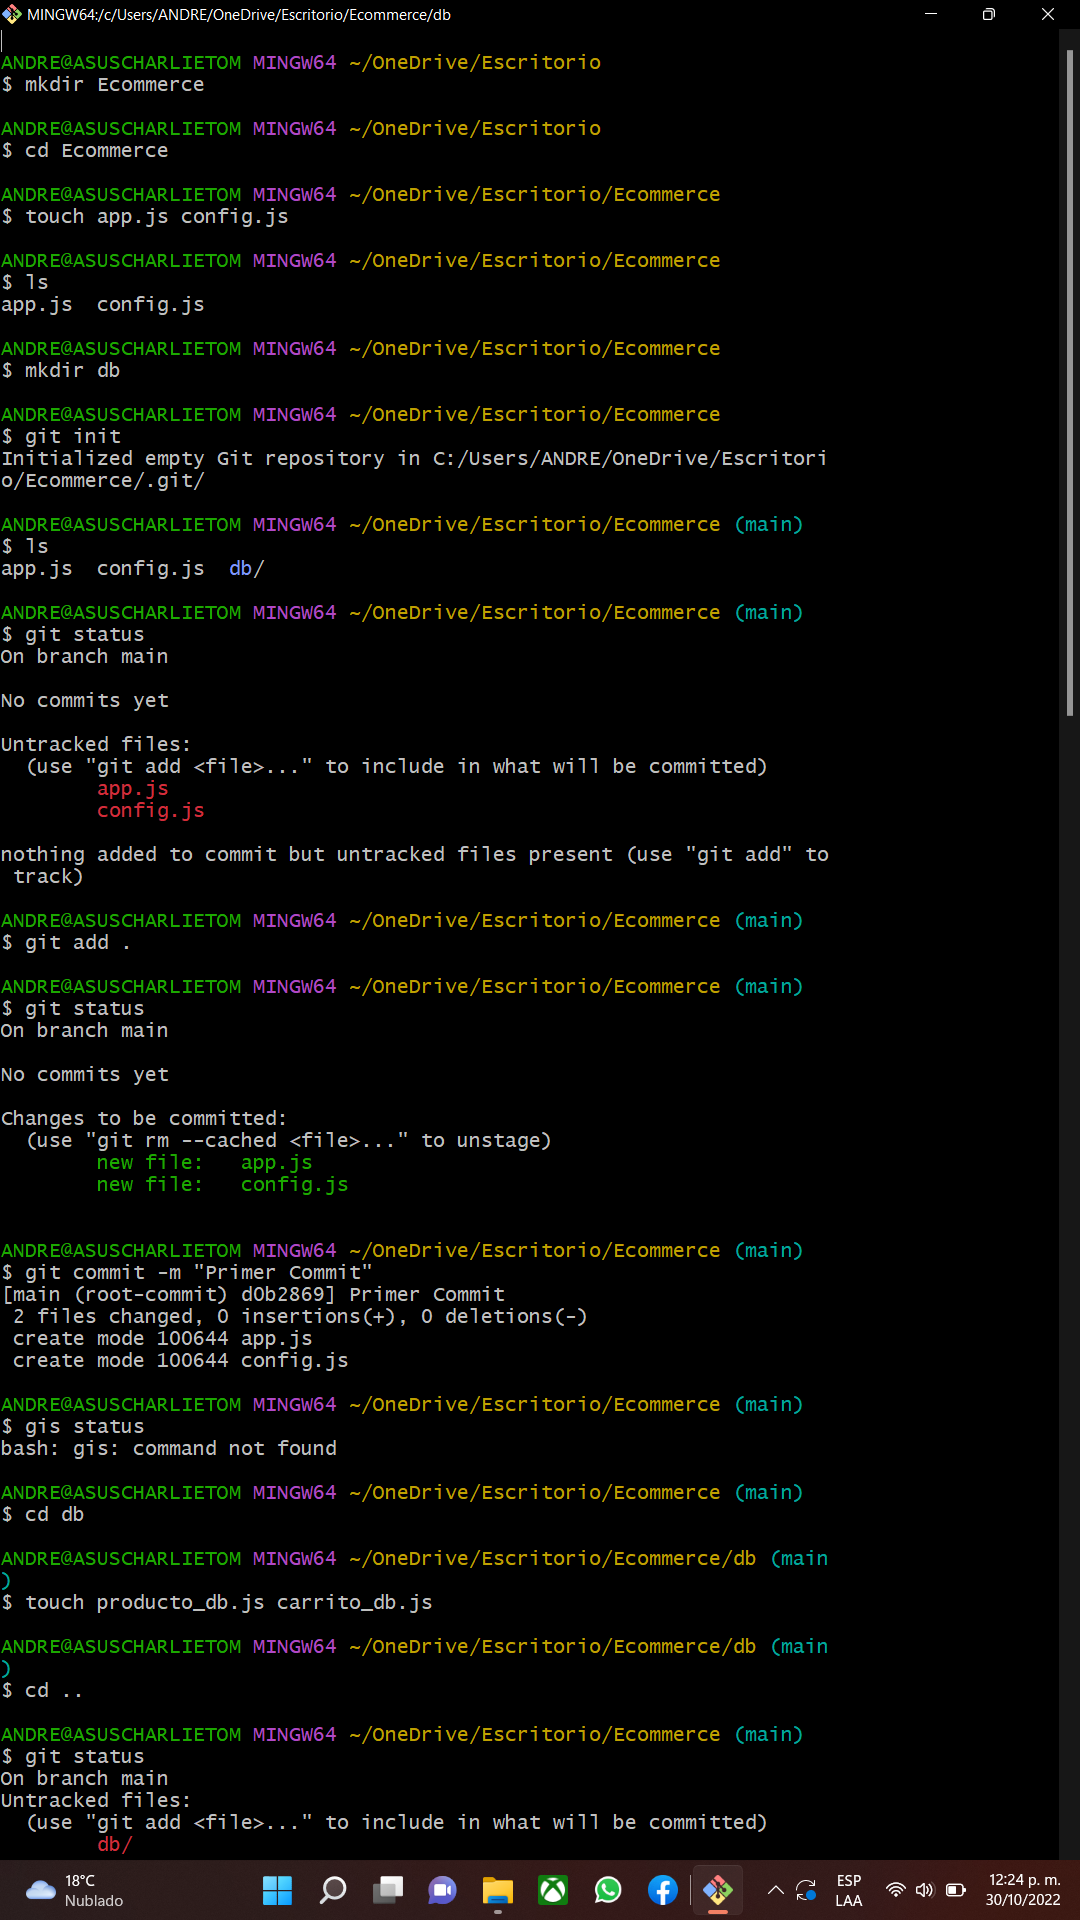 MINGW64:/c/Users/ANDRE/OneDrive/Escritorio/Ecommerce/db
ANDRE@ASUSCHARLIETOM MINGW64 ~/OneDrive/Escritorio
$ mkdir Ecommerce
ANDRE@ASUSCHARLIETOM MINGW64 ~/OneDrive/Escritorio
$ cd Ecommerce
ANDRE@ASUSCHARLIETOM MINGW64 ~/OneDrive/Escritorio/Ecommerce
$ touch app.js config.js
ANDRE@ASUSCHARLIETOM MINGW64 ~/OneDrive/Escritorio/Ecommerce
$ ls
app.js  config.js
ANDRE@ASUSCHARLIETOM MINGW64 ~/OneDrive/Escritorio/Ecommerce
$ mkdir db
ANDRE@ASUSCHARLIETOM MINGW64 ~/OneDrive/Escritorio/Ecommerce
$ git init
Initialized empty Git repository in C:/Users/ANDRE/OneDrive/Escritori
o/Ecommerce/.git/
ANDRE@ASUSCHARLIETOM MINGW64 ~/OneDrive/Escritorio/Ecommerce (main)
$ ls
app.js  config.js  db/
ANDRE@ASUSCHARLIETOM MINGW64 ~/OneDrive/Escritorio/Ecommerce (main)
$ git status
On branch main
No commits yet
Untracked files:
  (use "git add <file>..." to include in what will be committed)
        app.js
        config.js
nothing added to commit but untracked files present (use "git add" to
 track)
ANDRE@ASUSCHARLIETOM MINGW64 ~/OneDrive/Escritorio/Ecommerce (main)
$ git add .
ANDRE@ASUSCHARLIETOM MINGW64 ~/OneDrive/Escritorio/Ecommerce (main)
$ git status
On branch main
No commits yet
Changes to be committed:
  (use "git rm --cached <file>..." to unstage)
        new file:   app.js
        new file:   config.js
ANDRE@ASUSCHARLIETOM MINGW64 ~/OneDrive/Escritorio/Ecommerce (main)
$ git commit -m "Primer Commit"
[main (root-commit) d0b2869] Primer Commit
 2 files changed, 0 insertions(+), 0 deletions(-)
 create mode 100644 app.js
 create mode 100644 config.js
ANDRE@ASUSCHARLIETOM MINGW64 ~/OneDrive/Escritorio/Ecommerce (main)
$ gis status
bash: gis: command not found
ANDRE@ASUSCHARLIETOM MINGW64 ~/OneDrive/Escritorio/Ecommerce (main)
$ cd db
ANDRE@ASUSCHARLIETOM MINGW64 ~/OneDrive/Escritorio/Ecommerce/db (main
)
$ touch producto_db.js carrito_db.js
ANDRE@ASUSCHARLIETOM MINGW64 ~/OneDrive/Escritorio/Ecommerce/db (main
)
$ cd ..
ANDRE@ASUSCHARLIETOM MINGW64 ~/OneDrive/Escritorio/Ecommerce (main)
$ git status
On branch main
Untracked files:
  (use "git add <file>..." to include in what will be committed)
        db/
18°C
Nublado
ESP
LAA
12:24 p. m.
30/10/2022